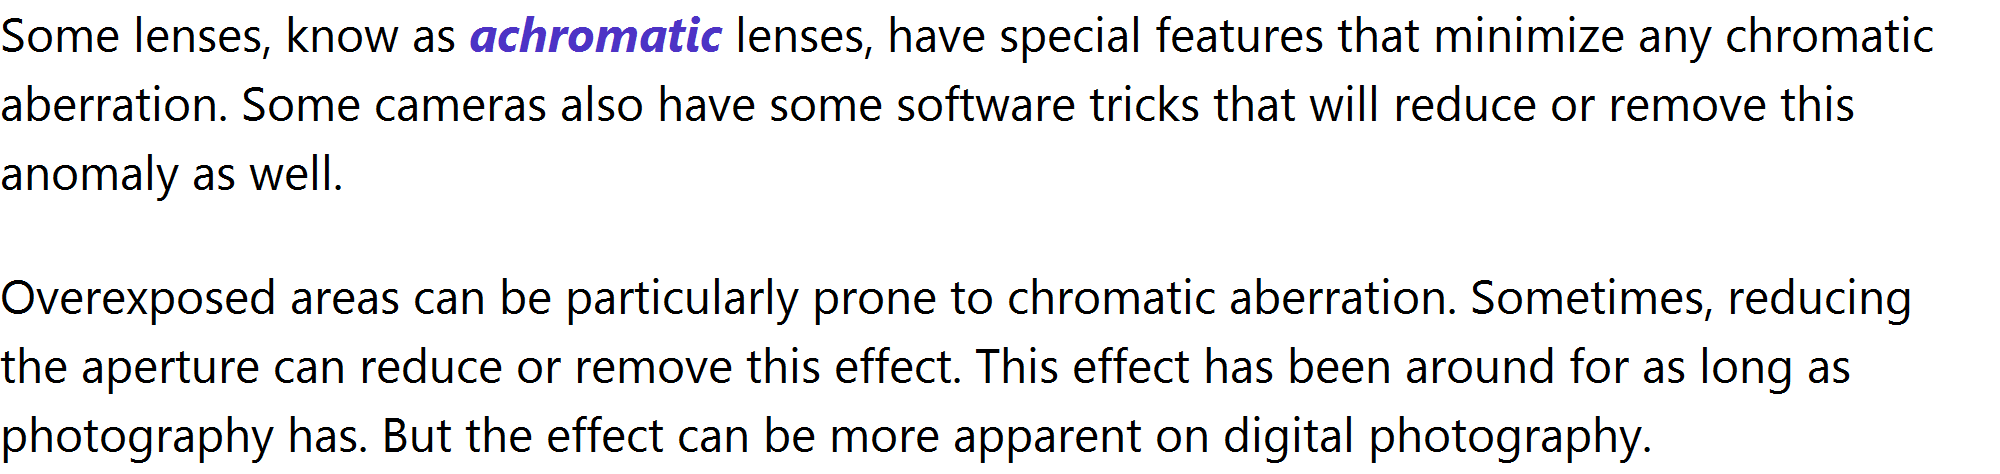 Some lenses, know as achromatic lenses, have special features that minimize any chromatic
aberration. Some cameras also have some software tricks that will reduce or remove this
anomaly as well.
Overexposed areas can be particularly prone to chromatic aberration. Sometimes, reducing
the aperture can reduce or remove this effect. This effect has been around for as long as
photography has. But the effect can be more apparent on digital photography.